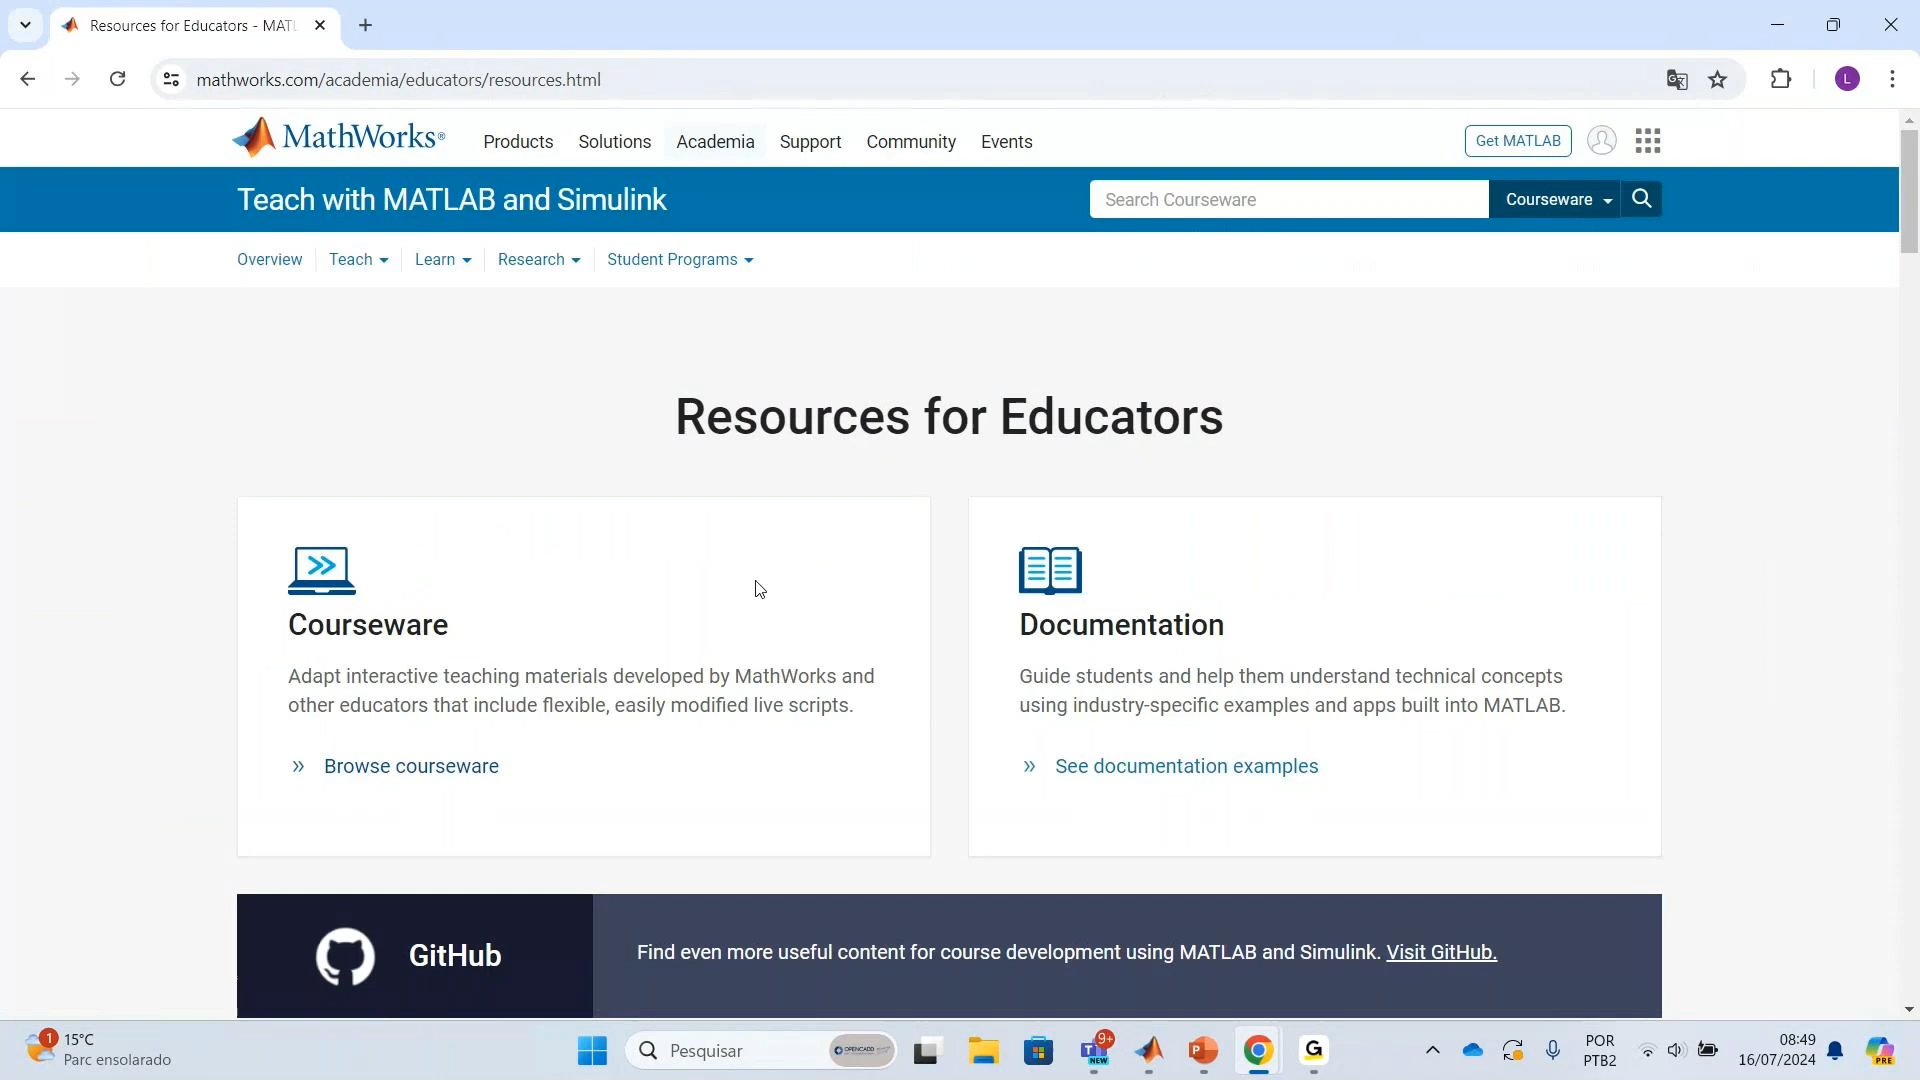 Resources for Educators - MATL
mathworks.com/academia/educators/resources.html
L
MathWorks®
Products
Solutions
Academia
Support
Community
Events
Get MATLAB
Teach with MATLAB and Simulink
Search Courseware
Courseware
Overview
Teach
Learn
Research
Student Programs
Resources for Educators
Courseware
Adapt interactive teaching materials developed by MathWorks and
other educators that include flexible, easily modified live scripts.
» Browse courseware
Documentation
Guide students and help them understand technical concepts
using industry-specific examples and apps built into MATLAB.
» See documentation examples
GitHub
Find even more useful content for course development using MATLAB and Simulink. Visit GitHub.
1
15°C
Parc ensolarado
Pesquisar
OPENCADD
9+
NEW
P
G
POR
PTB2
08:49
16/07/2024
PRE